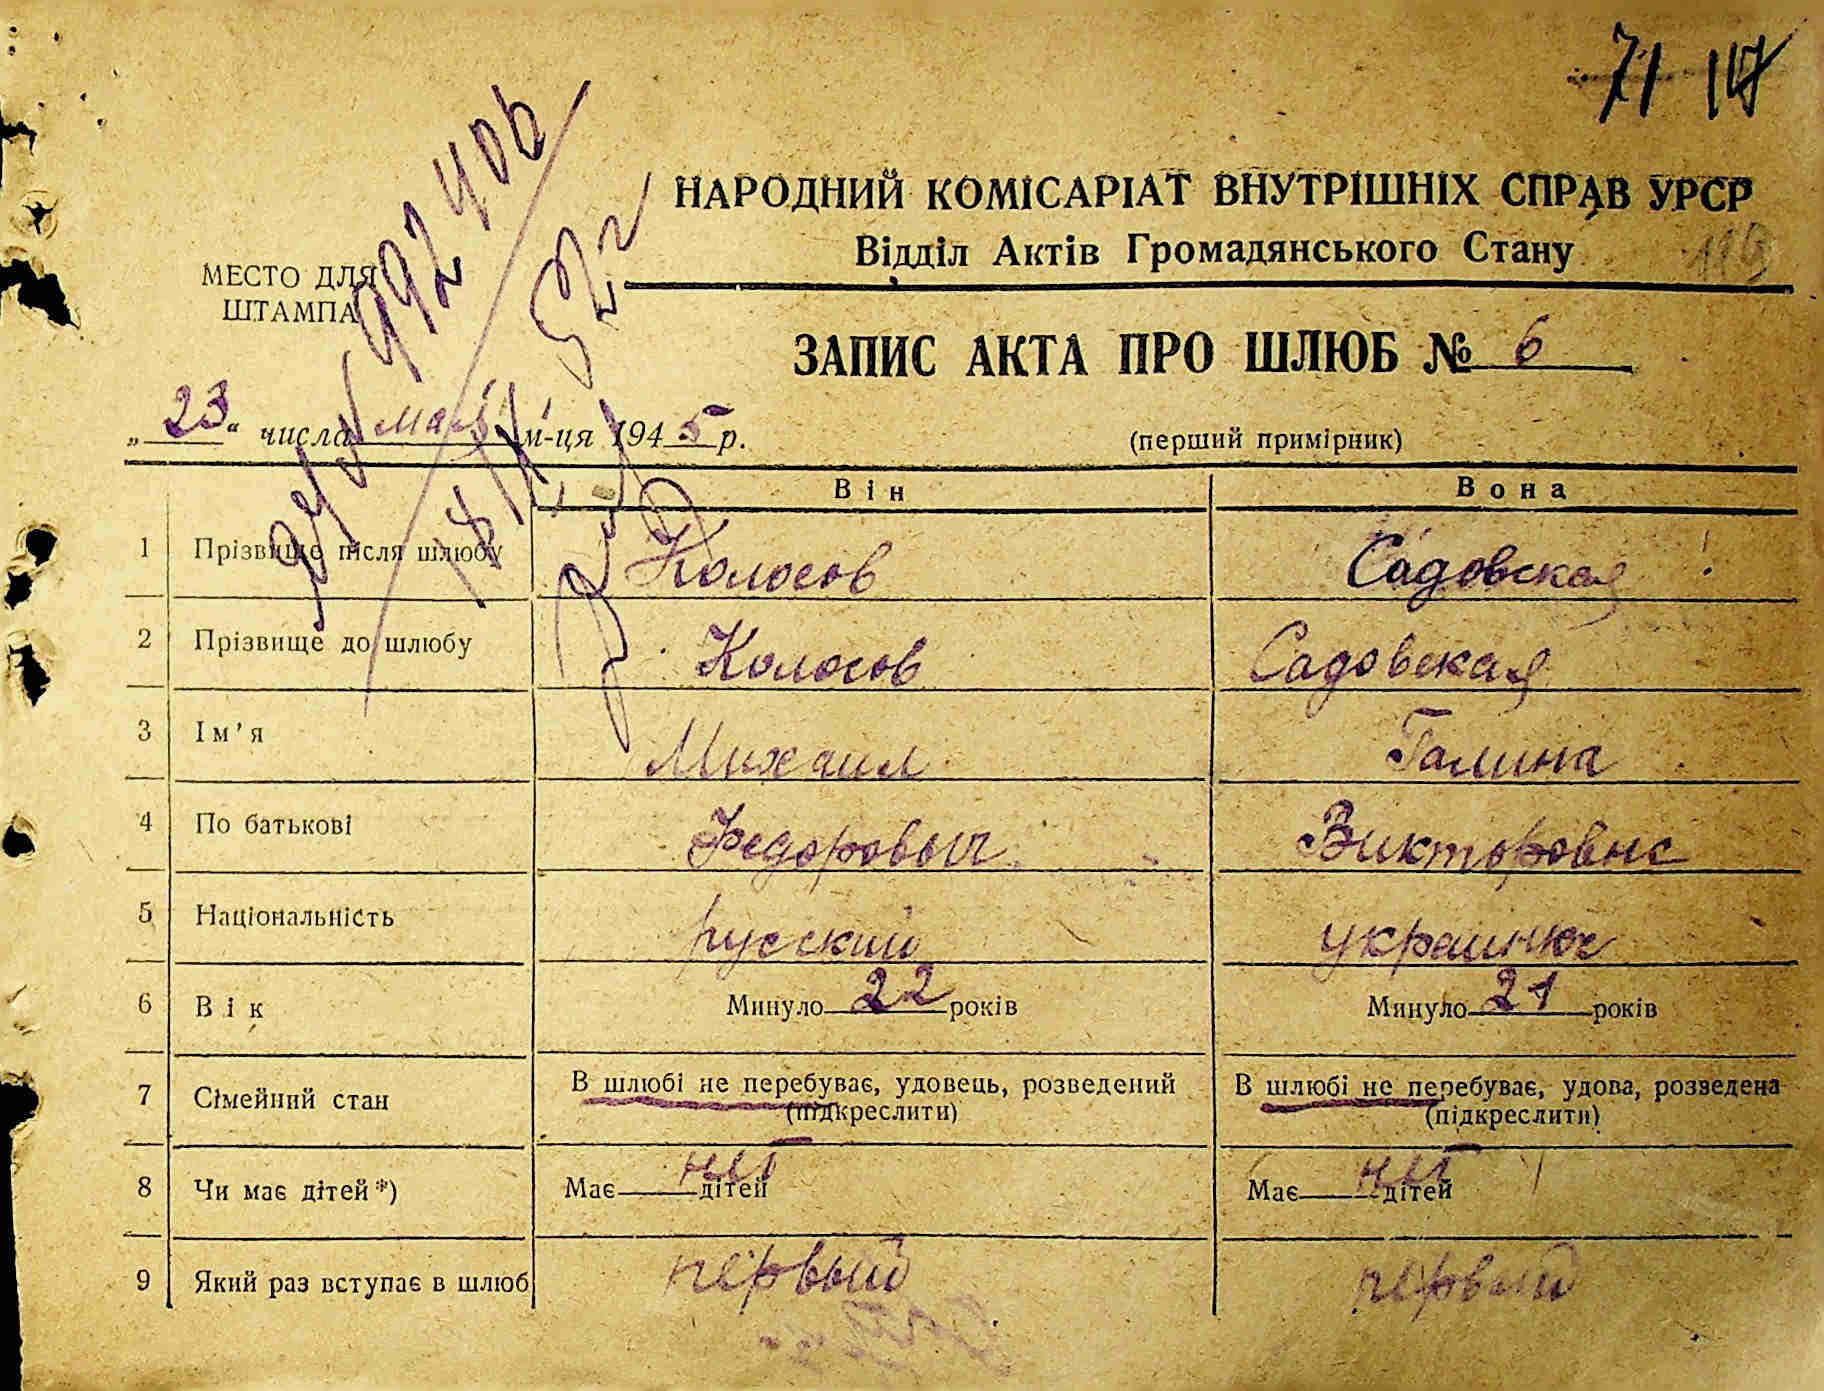 71 117
НАРОДНИЙ КОМІСАРІАТ ВНУТРІШНІХ СПРАВ УРСР
Відділ Актів Громадянського Стану
МЕСТО ДЛЯ
ШТАМПА
992406
52 г
ЗАПИС АКТА ПРО ШЛЮБ № 6
„23“ числа мая м-ця 1945 р.
(перший примірник)
Він Вона
1 Прізвище після шлюбу Колосов Садовская
2 Прізвище до шлюбу Колосов Садовская
3 Ім'я Михаил Галина
4 По батькові Федорович Викторовна
5 Національність русский украинка
6 Вік Минуло 22 років Минуло 21 років
7 Сімейний стан В шлюбі не перебуває, удовець, розведений В шлюбі не перебуває, удова, розведена
(підкреслити) (підкреслити)
8 Чи має дітей*) Має нет дітей Має нет дітей
9 Який раз вступає в шлюб первый первый